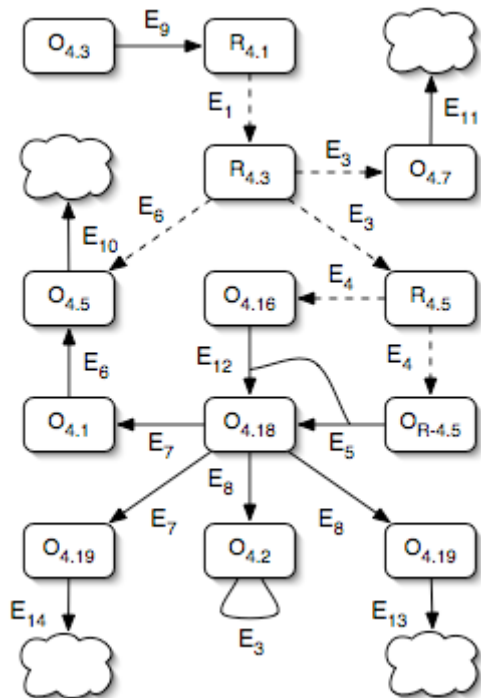 E9
O4.3
R4.1
E1
E11
R4.3
E3
O4.7
E6
E3
E10
O4.5
O4.16
E4
R4.5
E6
E12
E4
O4.1
E7
O4.18
E5
OR-4.5
E7
E8
E8
O4.19
O4.2
O4.19
E14
E3
E13